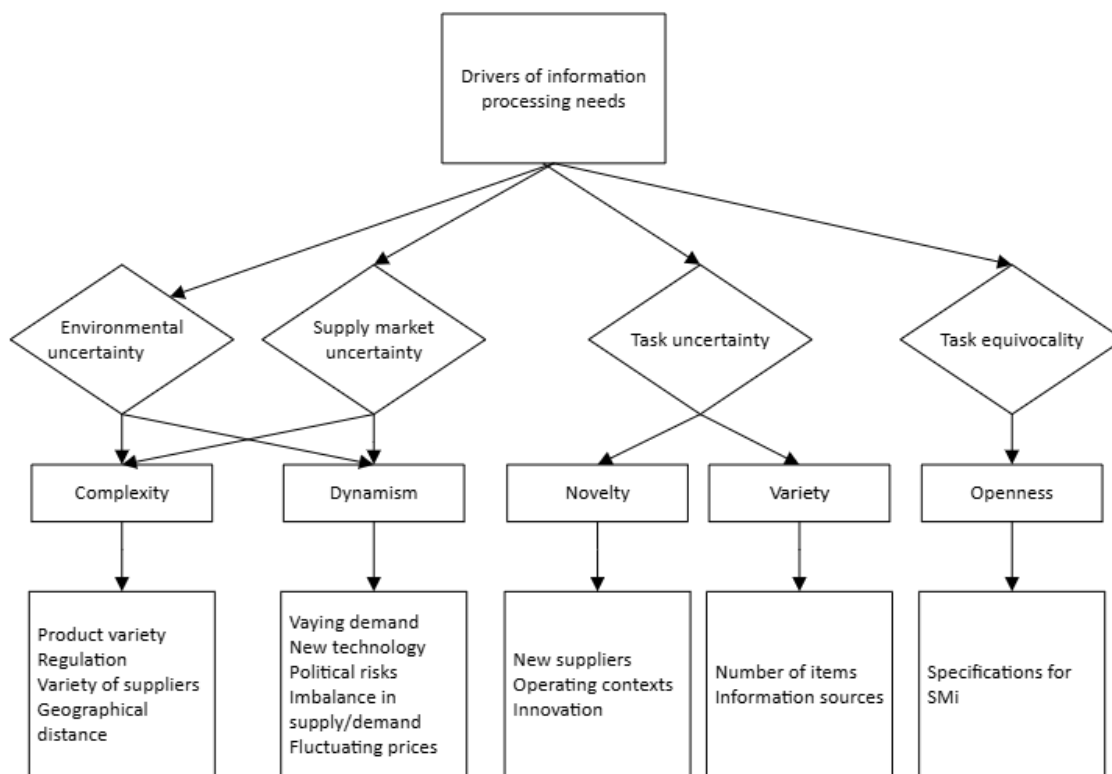 Drivers of information
processing needs
Environmental
uncertainty
Supply market
uncertainty
Task uncertainty
Task equivocality
Complexity
Dynamism
Novelty
Variety
Openness
Product variety
Regulation
Variety of suppliers
Geographical
distance
Vaying demand
New technology
Political risks
Imbalance in
supply/demand
Fluctuating prices
New suppliers
Operating contexts
Innovation
Number of items
Information sources
Specifications for
SMi